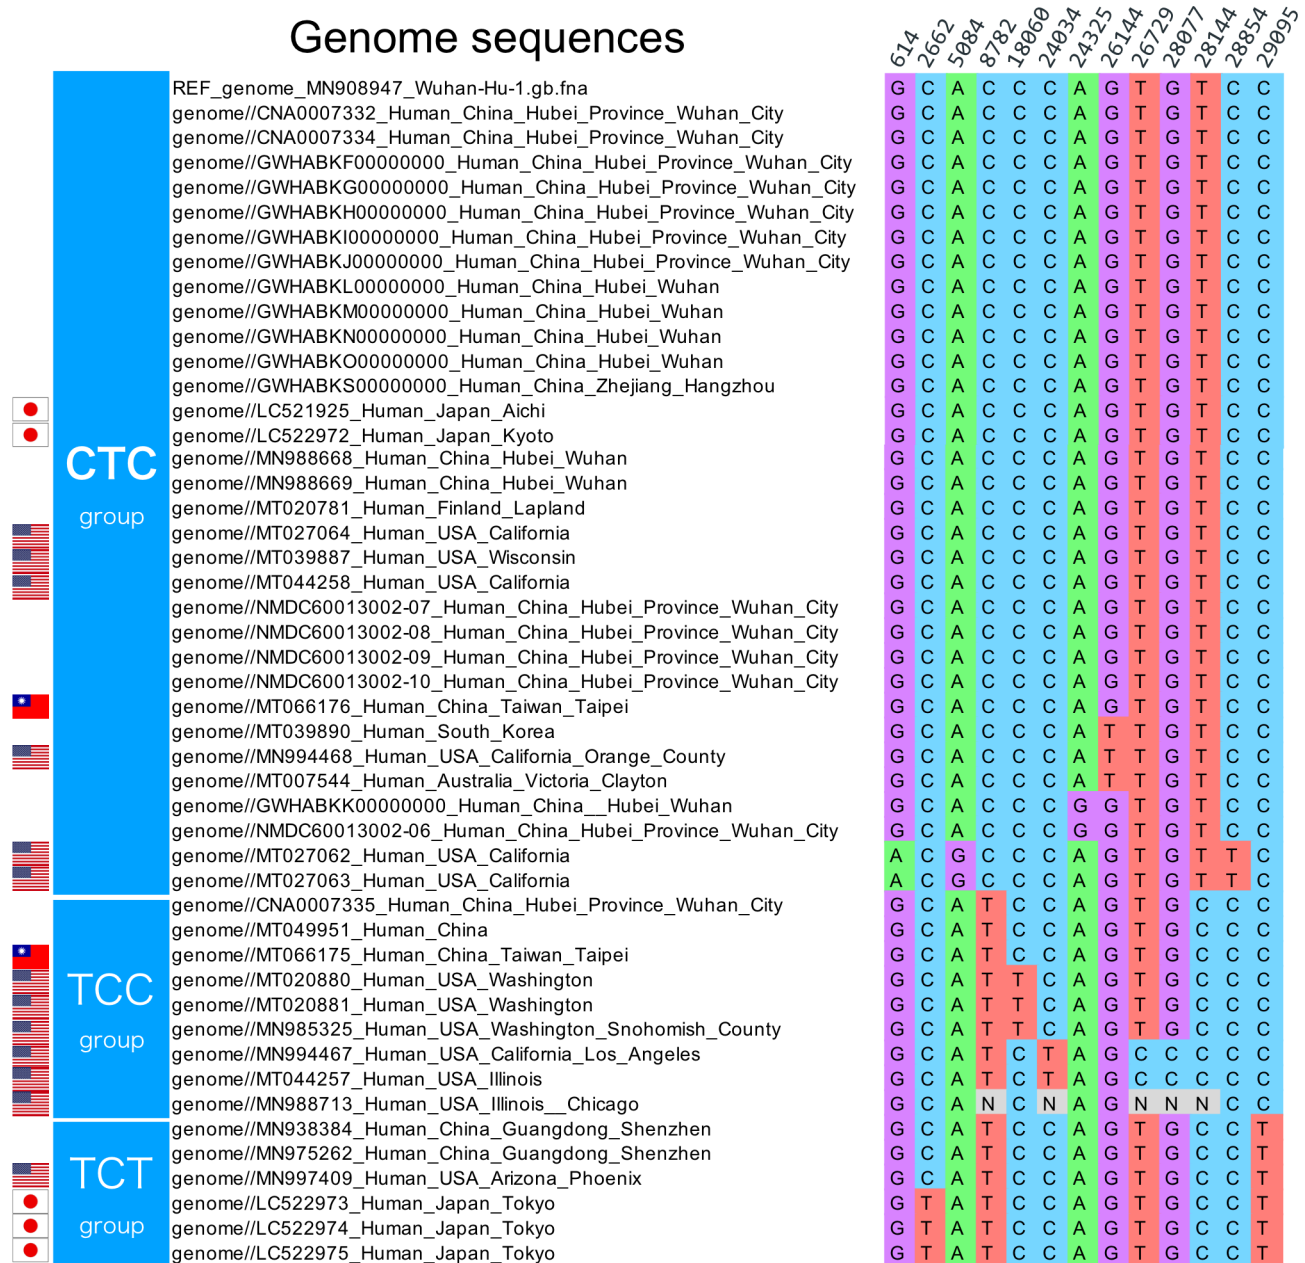 Genome sequences
614 2662 5084 8782 18060 24034 24325 26144 26729 28077 28144 28854 29095
REF_genome_MN908947_Wuhan-Hu-1.gb.fna G C A C C C A G T G T C C
genome//CNA0007332_Human_China_Hubei_Province_Wuhan_City G C A C C C A G T G T C C
genome//CNA0007334_Human_China_Hubei_Province_Wuhan_City G C A C C C A G T G T C C
genome//GWHABKF00000000_Human_China_Hubei_Province_Wuhan_City G C A C C C A G T G T C C
genome//GWHABKG00000000_Human_China_Hubei_Province_Wuhan_City G C A C C C A G T G T C C
genome//GWHABKH00000000_Human_China_Hubei_Province_Wuhan_City G C A C C C A G T G T C C
genome//GWHABKI00000000_Human_China_Hubei_Province_Wuhan_City G C A C C C A G T G T C C
genome//GWHABKJ00000000_Human_China_Hubei_Province_Wuhan_City G C A C C C A G T G T C C
genome//GWHABKL00000000_Human_China_Hubei_Wuhan G C A C C C A G T G T C C
genome//GWHABKM00000000_Human_China_Hubei_Wuhan G C A C C C A G T G T C C
genome//GWHABKN00000000_Human_China_Hubei_Wuhan G C A C C C A G T G T C C
genome//GWHABKO00000000_Human_China_Hubei_Wuhan G C A C C C A G T G T C C
genome//GWHABKS00000000_Human_China_Zhejiang_Hangzhou G C A C C C A G T G T C C
genome//LC521925_Human_Japan_Aichi G C A C C C A G T G T C C
genome//LC522972_Human_Japan_Kyoto G C A C C C A G T G T C C
CTC
genome//MN988668_Human_China_Hubei_Wuhan G C A C C C A G T G T C C
genome//MN988669_Human_China_Hubei_Wuhan G C A C C C A G T G T C C
group
genome//MT020781_Human_Finland_Lapland G C A C C C A G T G T C C
genome//MT027064_Human_USA_California G C A C C C A G T G T C C
genome//MT039887_Human_USA_Wisconsin G C A C C C A G T G T C C
genome//MT044258_Human_USA_California G C A C C C A G T G T C C
genome//NMDC60013002-07_Human_China_Hubei_Province_Wuhan_City G C A C C C A G T G T C C
genome//NMDC60013002-08_Human_China_Hubei_Province_Wuhan_City G C A C C C A G T G T C C
genome//NMDC60013002-09_Human_China_Hubei_Province_Wuhan_City G C A C C C A G T G T C C
genome//NMDC60013002-10_Human_China_Hubei_Province_Wuhan_City G C A C C C A G T G T C C
genome//MT066176_Human_China_Taiwan_Taipei G C A C C C A G T G T C C
genome//MT039890_Human_South_Korea G C A C C C A T T G T C C
genome//MN994468_Human_USA_California_Orange_County G C A C C C A T T G T C C
genome//MT007544_Human_Australia_Victoria_Clayton G C A C C C A T T G T C C
genome//GWHABKK00000000_Human_China__Hubei_Wuhan G C A C C C G G T G T C C
genome//NMDC60013002-06_Human_China_Hubei_Province_Wuhan_City G C A C C C G G T G T C C
genome//MT027062_Human_USA_California A C G C C C A G T G T T C
genome//MT027063_Human_USA_California A C G C C C A G T G T T C
genome//CNA0007335_Human_China_Hubei_Province_Wuhan_City G C A T C C A G T G C C C
genome//MT049951_Human_China G C A T C C A G T G C C C
genome//MT066175_Human_China_Taiwan_Taipei G C A T C C A G T G C C C
TCC
genome//MT020880_Human_USA_Washington G C A T T C A G T G C C C
genome//MT020881_Human_USA_Washington G C A T T C A G T G C C C
group
genome//MN985325_Human_USA_Washington_Snohomish_County G C A T T C A G T G C C C
genome//MN994467_Human_USA_California_Los_Angeles G C A T C T A G C C C C C
genome//MT044257_Human_USA_Illinois G C A T C T A G C C C C C
genome//MN988713_Human_USA_Illinois__Chicago G C A N C N A G N N N C C
genome//MN938384_Human_China_Guangdong_Shenzhen G C A T C C A G T G C C T
genome//MN975262_Human_China_Guangdong_Shenzhen G C A T C C A G T G C C T
TCT
genome//MN997409_Human_USA_Arizona_Phoenix G C A T C C A G T G C C T
genome//LC522973_Human_Japan_Tokyo G T A T C C A G T G C C T
group
genome//LC522974_Human_Japan_Tokyo G T A T C C A G T G C C T
genome//LC522975_Human_Japan_Tokyo G T A T C C A G T G C C T